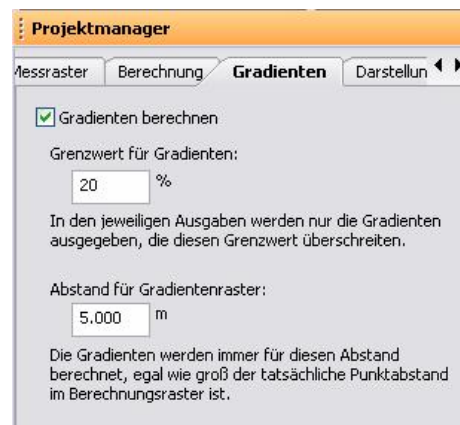 Projektmanager
Messraster Berechnung Gradienten Darstellun
Gradienten berechnen
Grenzwert für Gradienten:
20 %
In den jeweiligen Ausgaben werden nur die Gradienten
ausgegeben, die diesen Grenzwert überschreiten.
Abstand für Gradientenraster:
5.000 m
Die Gradienten werden immer für diesen Abstand
berechnet, egal wie groß der tatsächliche Punktabstand
im Berechnungsraster ist.